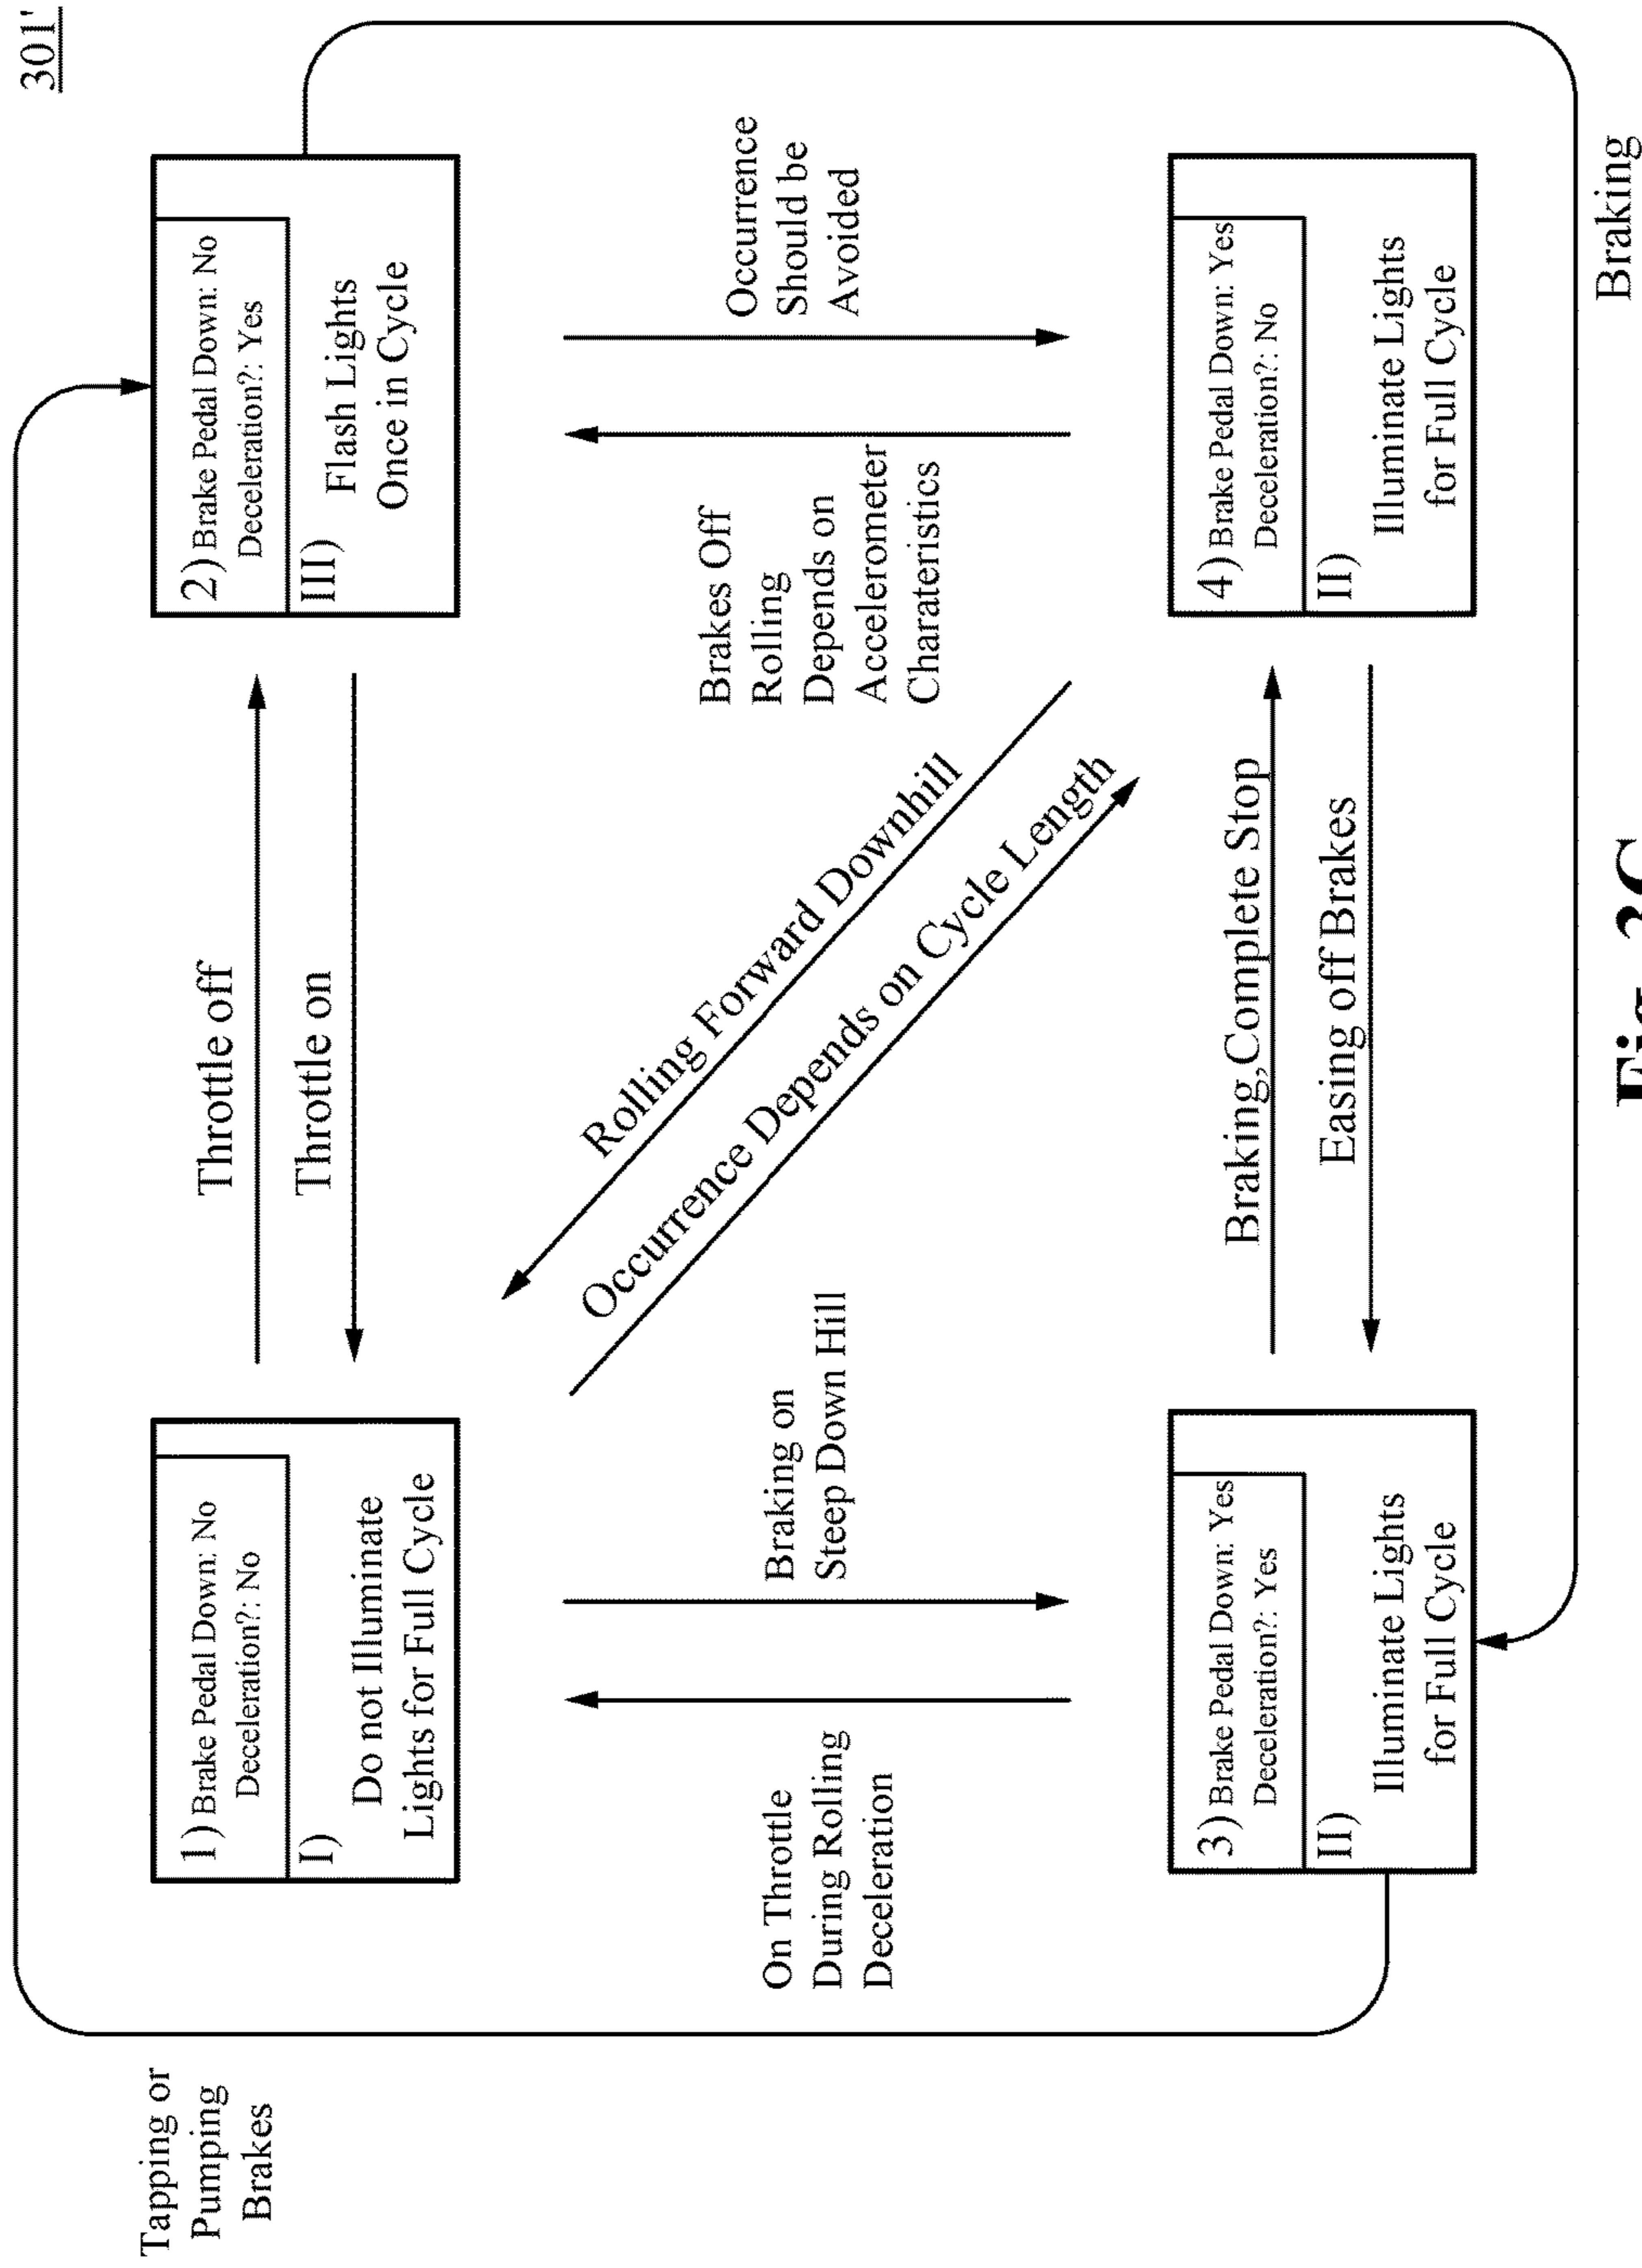 301'
Tapping or
Pumping
Brakes
1) Brake Pedal Down: No
Deceleration?: No
I)
Do not Illuminate
Lights for Full Cycle
Throttle off
Throttle on
2) Brake Pedal Down: No
Deceleration?: Yes
III)
Flash Lights
Once in Cycle
On Throttle
During Rolling
Deceleration
Braking on
Steep Down Hill
Rolling Forward Downhill
Occurrence Depends on Cycle Length
Brakes Off
Rolling
Depends on
Accelerometer
Charateristics
Occurrence
Should be
Avoided
3) Brake Pedal Down: Yes
Deceleration?: Yes
II)
Illuminate Lights
for Full Cycle
Braking,Complete Stop
Easing off Brakes
4) Brake Pedal Down: Yes
Deceleration?: No
II)
Illuminate Lights
for Full Cycle
Braking